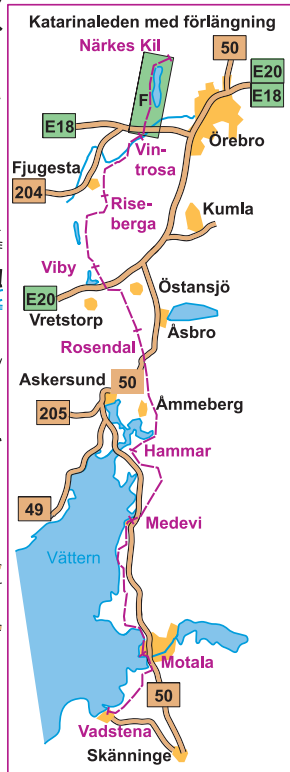 Katarinaleden med förlängning
Närkes Kil
50
E20
E18
F
E18
Örebro
Vin-
trosa
Fjugesta
204
Rise-
berga
Kumla
Viby
Östansjö
E20
Vretstorp
Åsbro
Rosendal
Askersund
50
Åmmeberg
205
Hammar
49
Medevi
Vättern
Motala
50
Vadstena
Skänninge